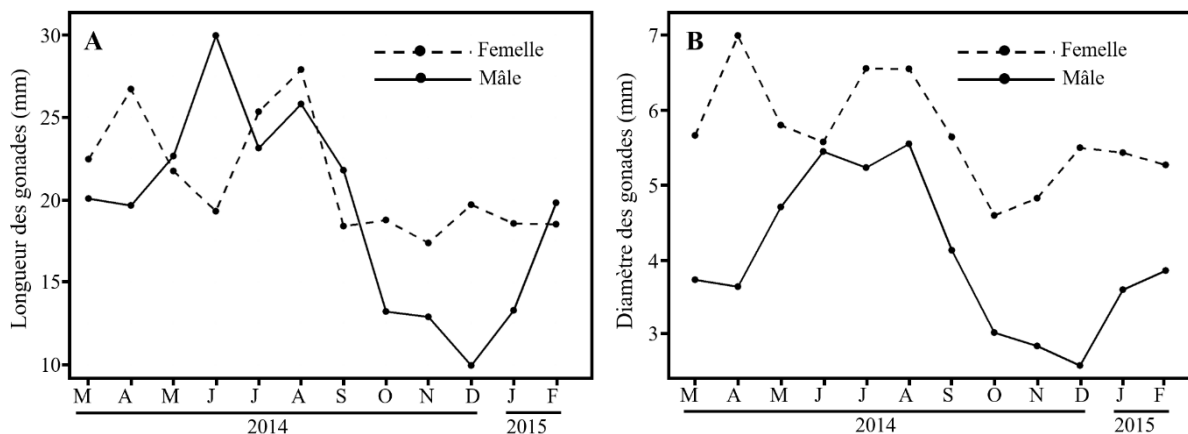 A
Longueur des gonades (mm)
30
25
20
15
10
Femelle
Mâle
M A M J J A S O N D J F
2014 2015
B
Diamètre des gonades (mm)
7
6
5
4
3
Femelle
Mâle
M A M J J A S O N D J F
2014 2015